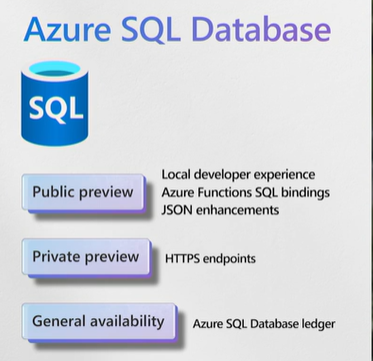 Azure SQL Database
SQL
Public preview
Local developer experience
Azure Functions SQL bindings
JSON enhancements
Private preview
HTTPS endpoints
General availability
Azure SQL Database ledger